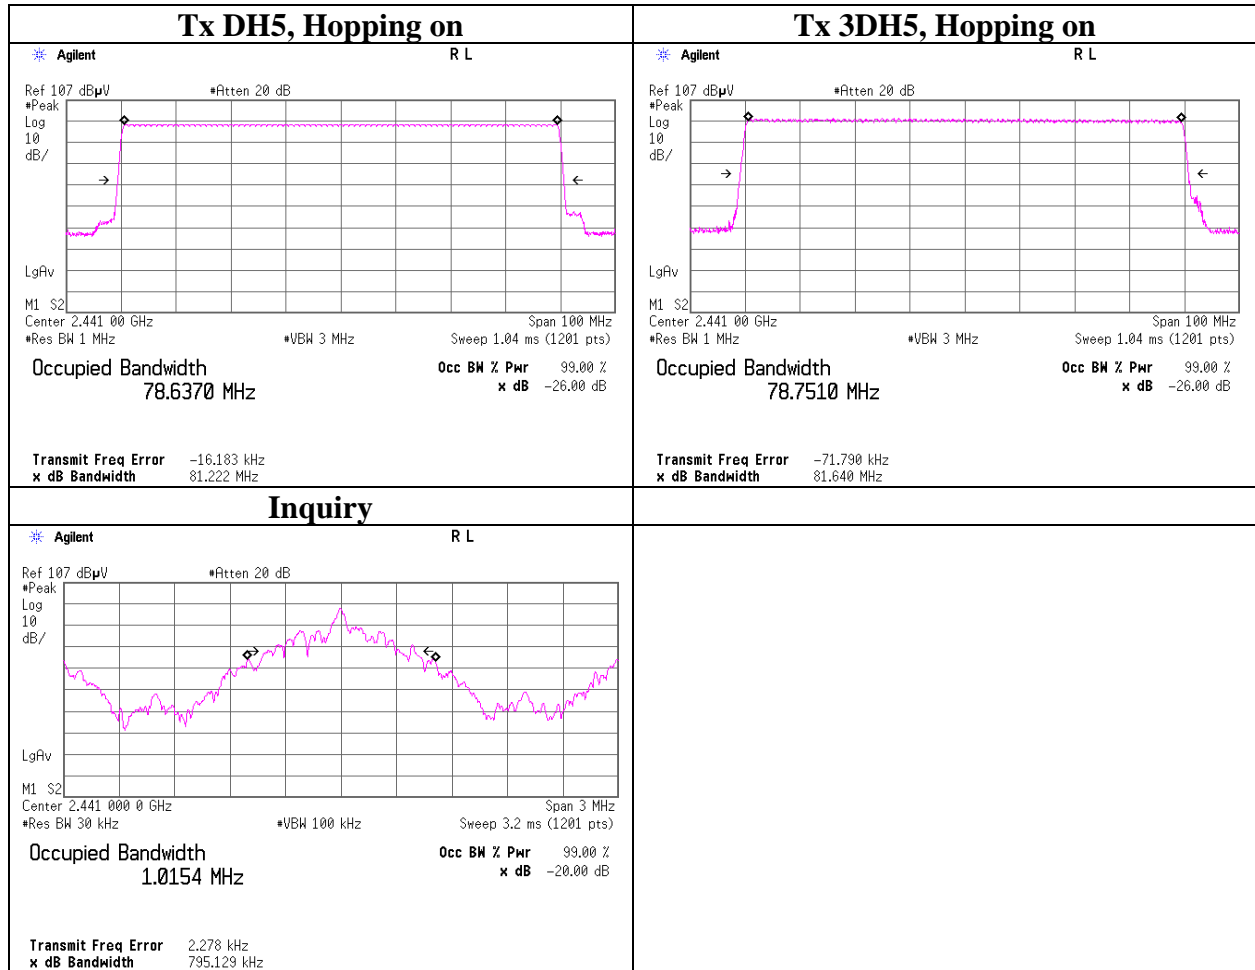 Tx DH5, Hopping on
Agilent
R L
Ref 107 dBµV #Atten 20 dB
#Peak
Log
10
dB/
LgAv
M1 S2
Center 2.441 00 GHz Span 100 MHz
#Res BW 1 MHz #VBW 3 MHz Sweep 1.04 ms (1201 pts)
Occupied Bandwidth Occ BW % Pwr 99.00 %
78.6370 MHz x dB -26.00 dB
Transmit Freq Error -16.183 kHz
x dB Bandwidth 81.222 MHz
Tx 3DH5, Hopping on
Agilent
R L
Ref 107 dBµV #Atten 20 dB
#Peak
Log
10
dB/
LgAv
M1 S2
Center 2.441 00 GHz Span 100 MHz
#Res BW 1 MHz #VBW 3 MHz Sweep 1.04 ms (1201 pts)
Occupied Bandwidth Occ BW % Pwr 99.00 %
78.7510 MHz x dB -26.00 dB
Transmit Freq Error -71.790 kHz
x dB Bandwidth 81.640 MHz
Inquiry
Agilent
R L
Ref 107 dBµV #Atten 20 dB
#Peak
Log
10
dB/
LgAv
M1 S2
Center 2.441 000 0 GHz Span 3 MHz
#Res BW 30 kHz #VBW 100 kHz Sweep 3.2 ms (1201 pts)
Occupied Bandwidth Occ BW % Pwr 99.00 %
1.0154 MHz x dB -20.00 dB
Transmit Freq Error 2.278 kHz
x dB Bandwidth 795.129 kHz